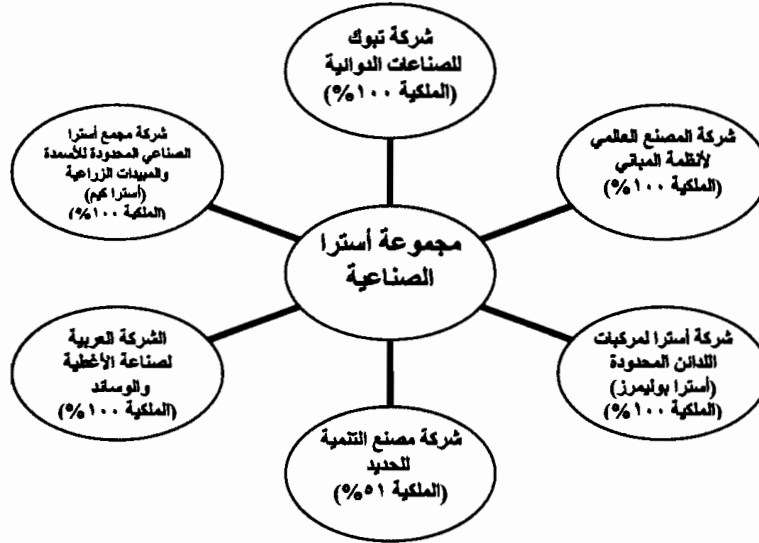 شركة تبوك
للصناعات الدوائية
(الملكية ١٠٠%)
شركة المصنع العالمي
لأنظمة المباني
(الملكية ١٠٠%)
شركة مجمع أسترا
الصناعي المحدودة للأسمدة
والمبيدات الزراعية
(أسترا كيم)
(الملكية ١٠٠%)
مجموعة أسترا
الصناعية
شركة أسترا لمركبات
اللدائن المحدودة
(أسترا بوليمرز)
(الملكية ١٠٠%)
الشركة العربية
لصناعة الأغطية
والوسائد
(الملكية ١٠٠%)
شركة مصنع التنمية
للحديد
(الملكية ٥١%)